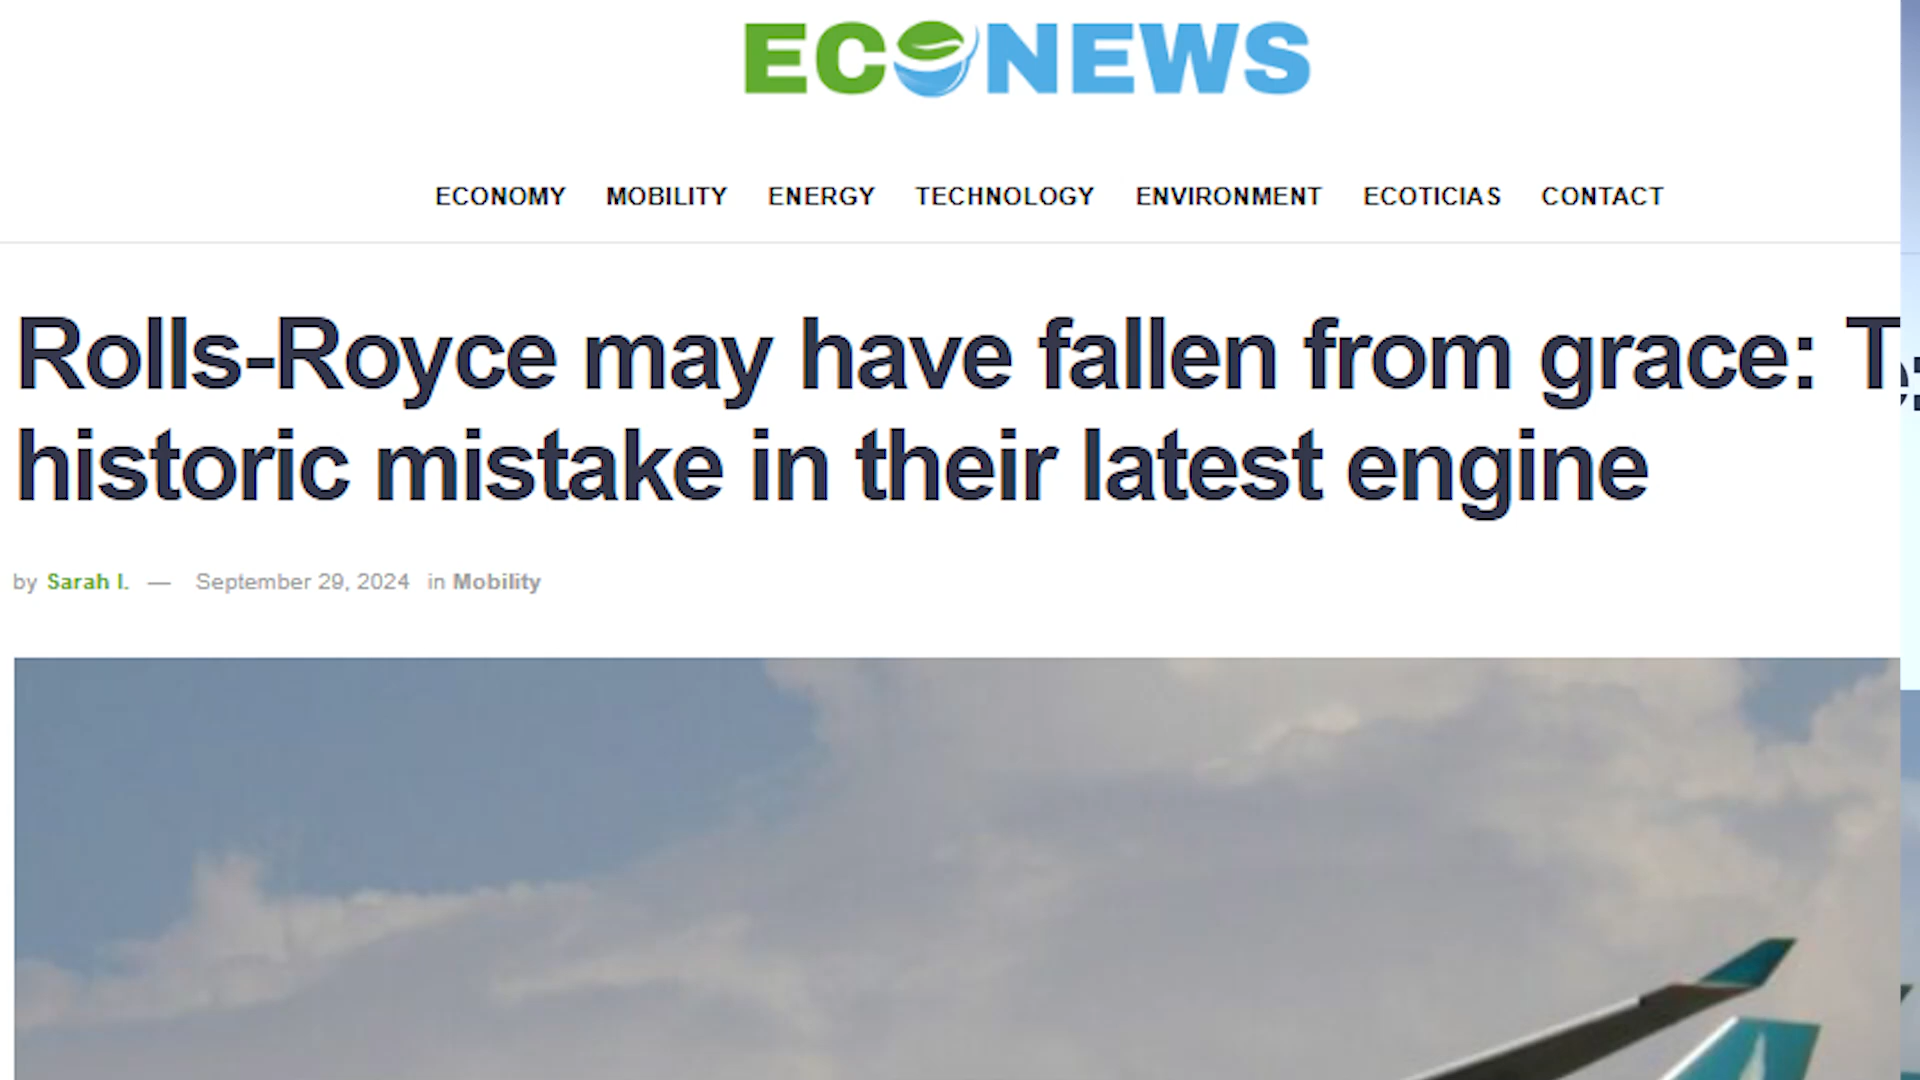 ECONEWS
ECONOMY MOBILITY ENERGY TECHNOLOGY ENVIRONMENT ECOTICIAS CONTACT
Rolls-Royce may have fallen from grace: T
historic mistake in their latest engine
by Sarah I. — September 29, 2024 in Mobility